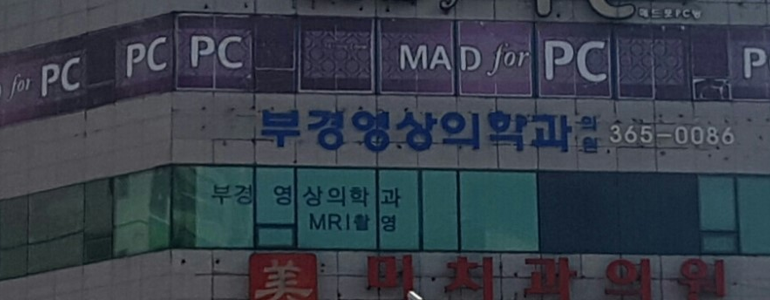 매드포PC방
for PC PC PC MAD for PC P
부경영상의학과의원 365-0086
부경 영상의학과
MRI촬영
美 미치과의원